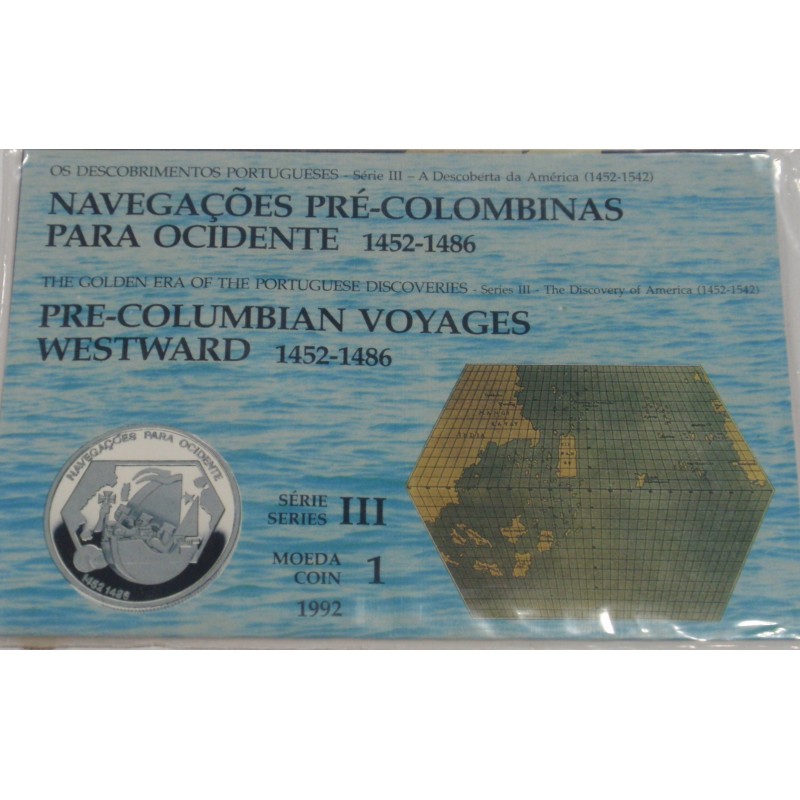 OS DESCOBRIMENTOS PORTUGUESES - Série III - A Descoberta da América (1452-1542)
NAVEGAÇÕES PRÉ-COLOMBINAS
PARA OCIDENTE 1452-1486
THE GOLDEN ERA OF THE PORTUGUESE DISCOVERIES - Series III - The Discovery of America (1452-1542)
PRE-COLUMBIAN VOYAGES
WESTWARD 1452-1486
NAVEGAÇÕES PARA OCIDENTE
1452 1486
SÉRIE
SERIES III
MOEDA
COIN 1
1992